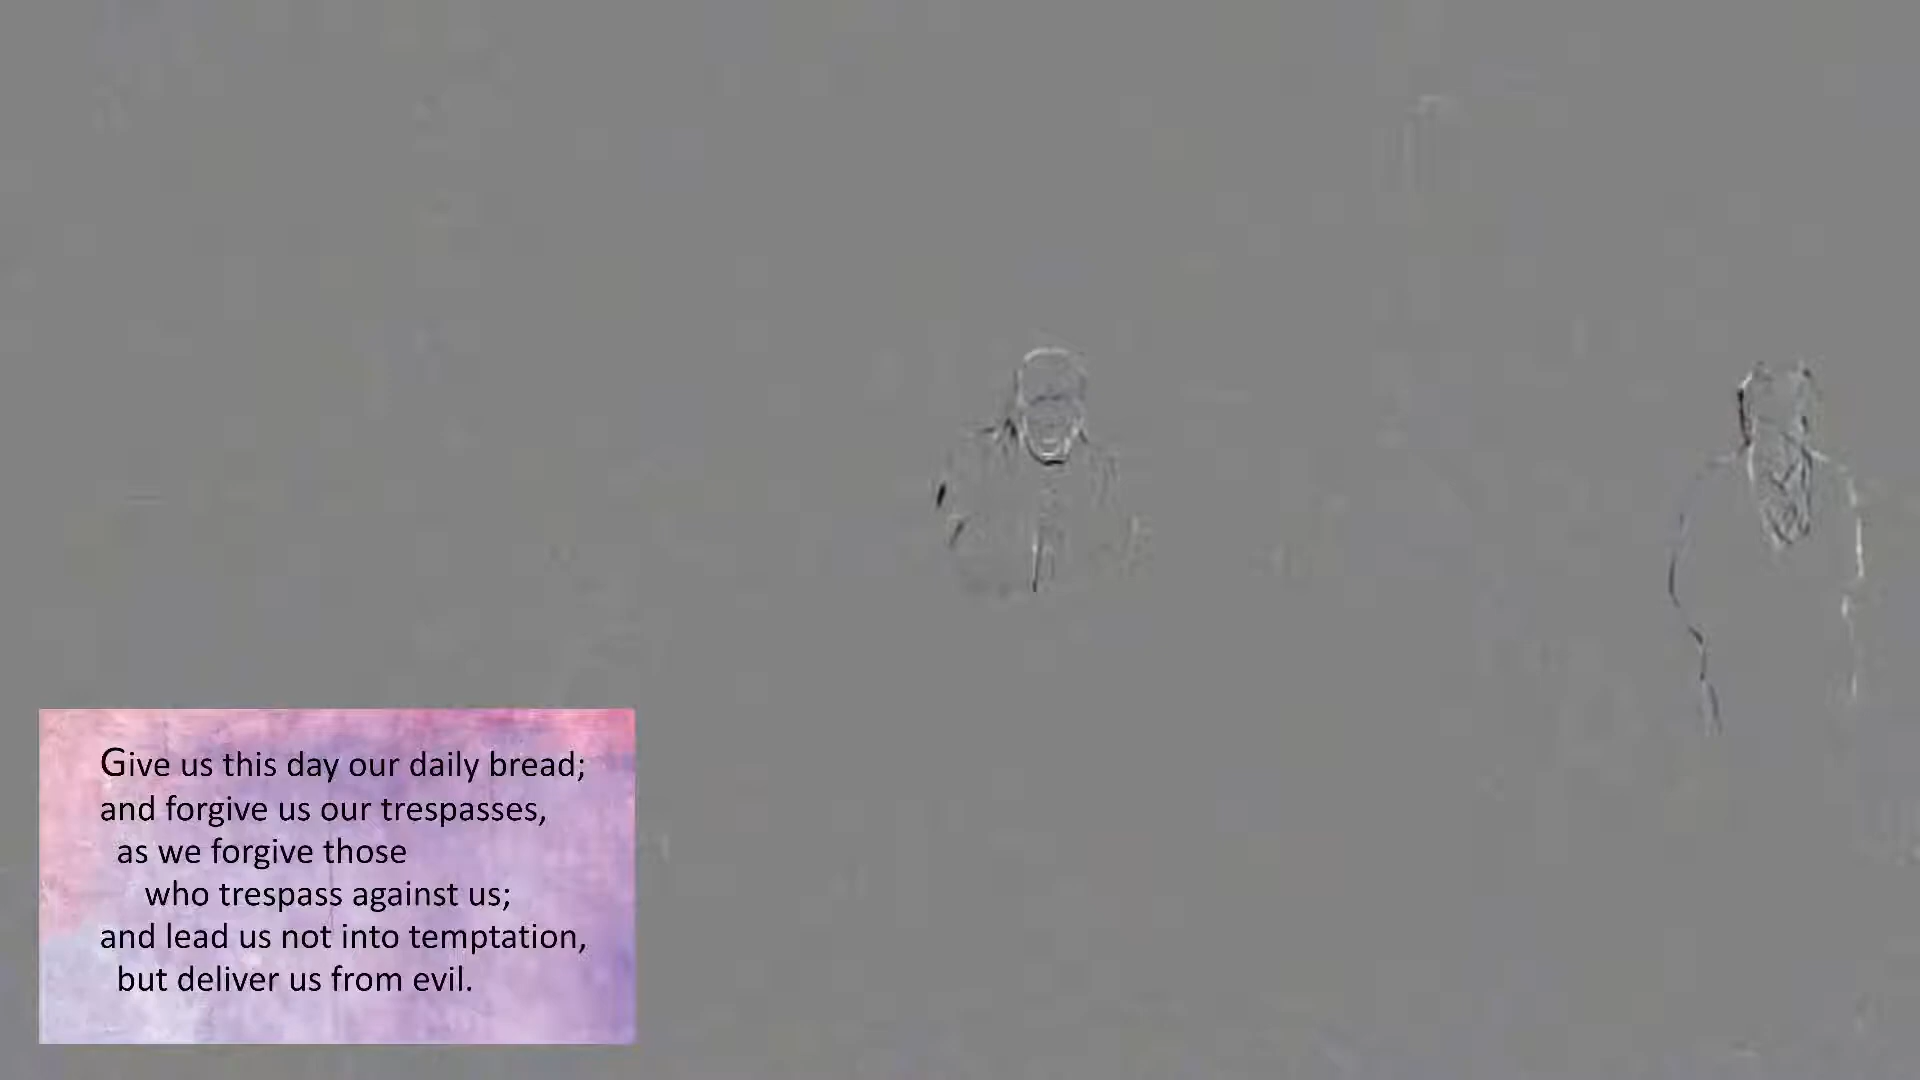 Give us this day our daily bread;
and forgive us our trespasses,
as we forgive those
who trespass against us;
and lead us not into temptation,
but deliver us from evil.